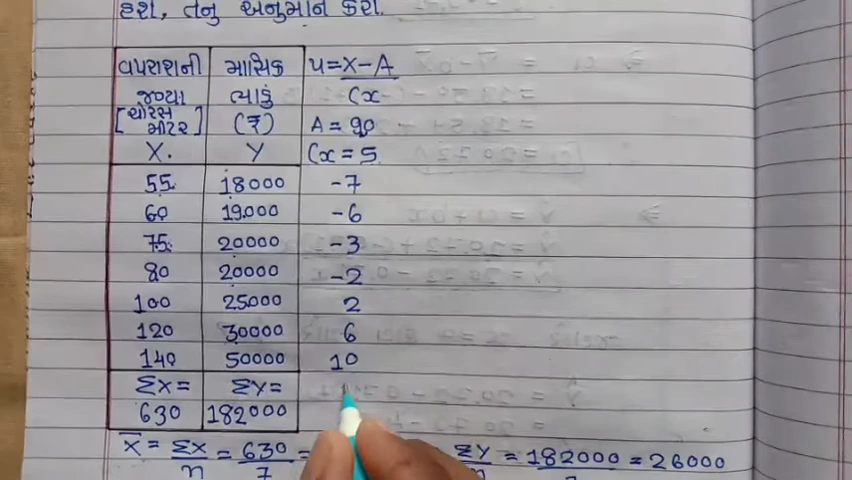 હશે, તેનુ અનુમાન કરો.
વપરાશની માસિક u=X-A
જગ્યા ભાડું Cx
[ચોરસ મીટર] (₹) A = 90
X. Y Cx = 5
55 18000 -7
60 19000 -6
75 20000 -3
80 20000 -2
100 25000 2
120 30000 6
140 50000 10
ΣX= ΣY=
630 182000
X̄ = ΣX = 630 = ΣY = 182000 = 26000
n 7 n